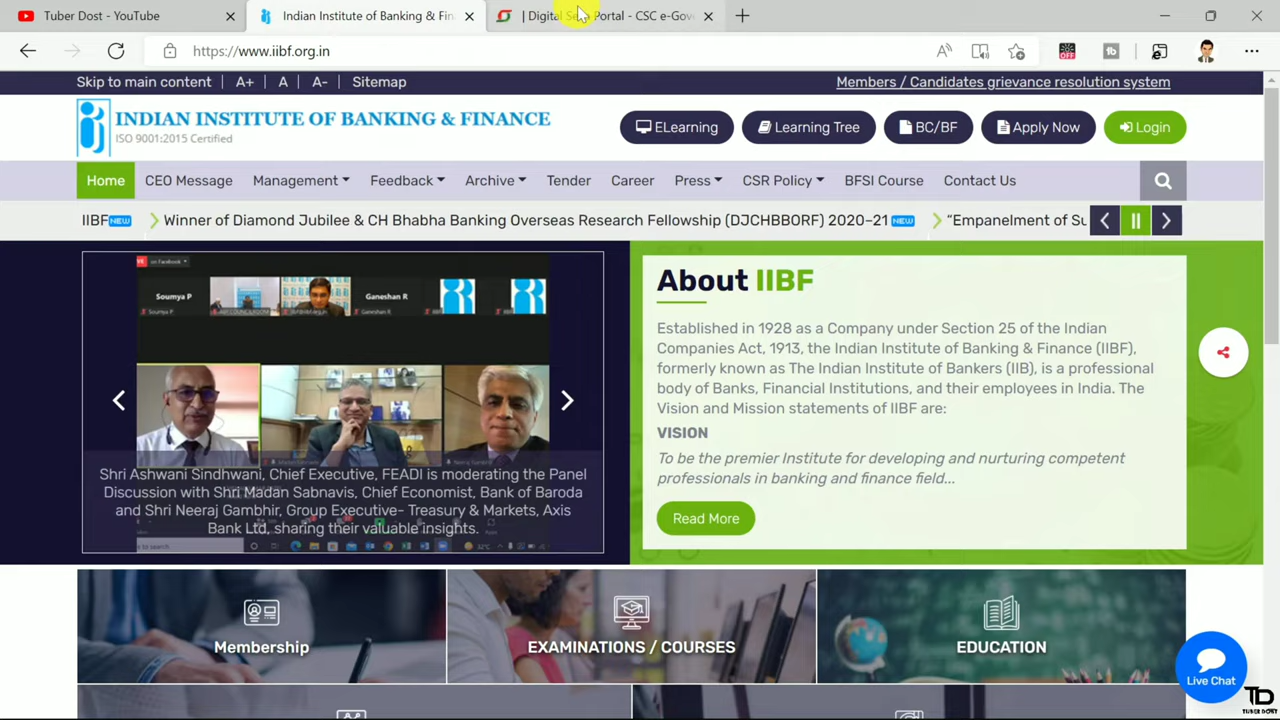 Tuber Dost - YouTube
Indian Institute of Banking & Fin
| Digital Seva Portal - CSC e-Gov
https://www.iibf.org.in
Skip to main content | A+ | A | A- | Sitemap
Members / Candidates grievance resolution system
INDIAN INSTITUTE OF BANKING & FINANCE
ISO 9001:2015 Certified
ELearning
Learning Tree
BC/BF
Apply Now
Login
Home CEO Message Management Feedback Archive Tender Career Press CSR Policy BFSI Course Contact Us
IIBF NEW Winner of Diamond Jubilee & CH Bhabha Banking Overseas Research Fellowship (DJCHBBORF) 2020–21 NEW “Empanelment of Su
on Facebook
Soumya P
Ganeshan R
Soumya P
Ganeshan R
Shri Ashwani Sindhwani, Chief Executive, FEADI is moderating the Panel
Discussion with Shri Madan Sabnavis, Chief Economist, Bank of Baroda
and Shri Neeraj Gambhir, Group Executive- Treasury & Markets, Axis
Bank Ltd, sharing their valuable insights.
About IIBF
Established in 1928 as a Company under Section 25 of the Indian
Companies Act, 1913, the Indian Institute of Banking & Finance (IIBF),
formerly known as The Indian Institute of Bankers (IIB), is a professional
body of Banks, Financial Institutions, and their employees in India. The
Vision and Mission statements of IIBF are:
VISION
To be the premier Institute for developing and nurturing competent
professionals in banking and finance field...
Read More
Membership
EXAMINATIONS / COURSES
EDUCATION
Live Chat
TD
TUBER DOST